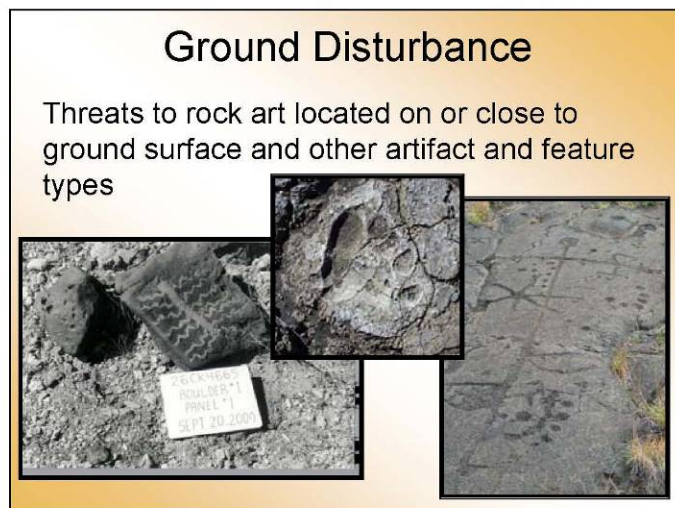 Ground Disturbance
Threats to rock art located on or close to
ground surface and other artifact and feature
types
26CK4665
BOULDER #1
PANEL #1
SEPT 20.2009